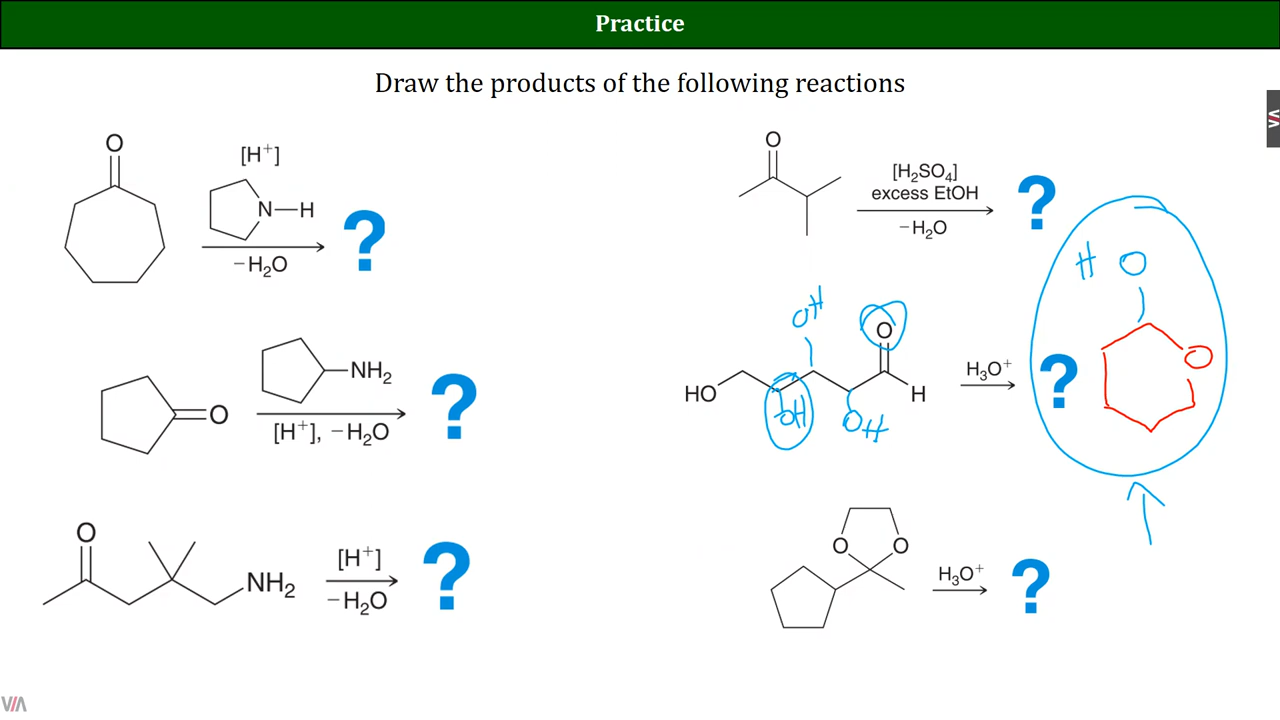 Practice
Draw the products of the following reactions
O
[H⁺]
N—H
−H₂O
?
O
[H₂SO₄]
excess EtOH
−H₂O
?
H O
O
NH₂
O
[H⁺], −H₂O
?
OH
O
HO
OH
OH
H
H₃O⁺
?
O
O
NH₂
[H⁺]
−H₂O
?
O O
H₃O⁺
?
VIA